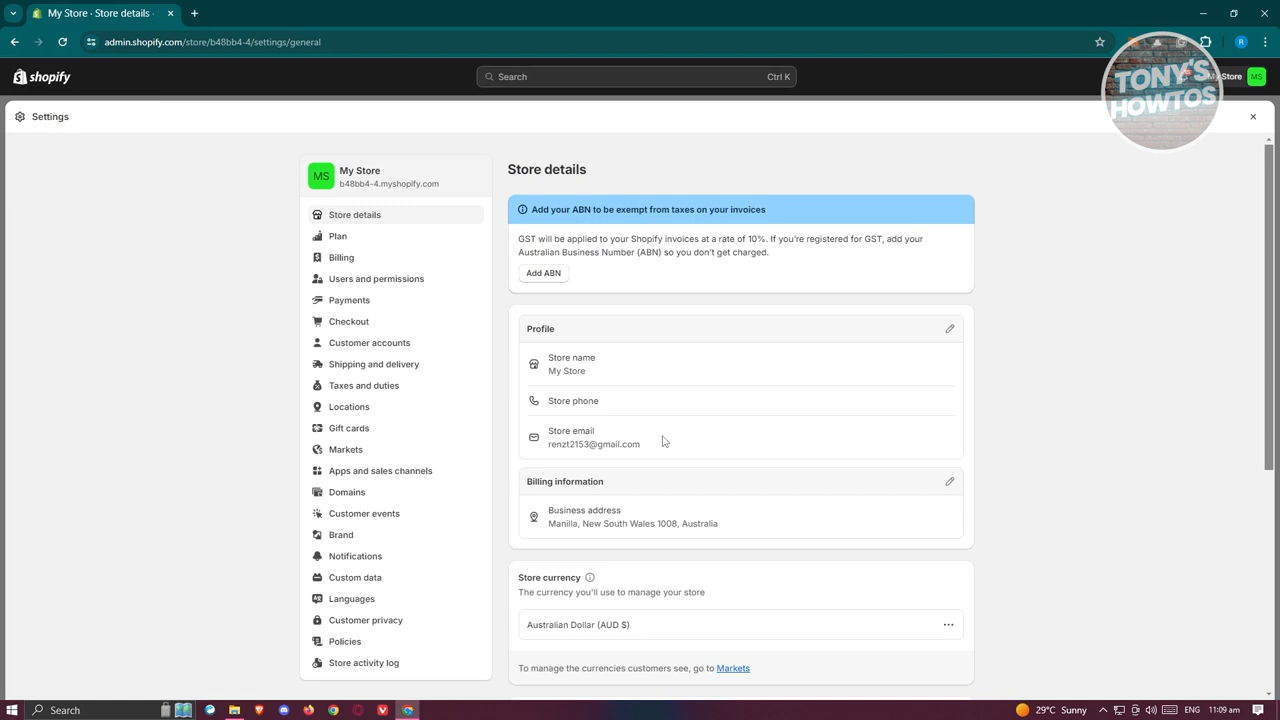 My Store · Store details ·
admin.shopify.com/store/b48bb4-4/settings/general
R
shopify
Search
Ctrl K
My Store
MS
TONY'S
HOWTOS
Settings
MS
My Store
b48bb4-4.myshopify.com
Store details
Plan
Billing
Users and permissions
Payments
Checkout
Customer accounts
Shipping and delivery
Taxes and duties
Locations
Gift cards
Markets
Apps and sales channels
Domains
Customer events
Brand
Notifications
Custom data
Languages
Customer privacy
Policies
Store activity log
Store details
Add your ABN to be exempt from taxes on your invoices
GST will be applied to your Shopify invoices at a rate of 10%. If you're registered for GST, add your
Australian Business Number (ABN) so you don't get charged.
Add ABN
Profile
Store name
My Store
Store phone
Store email
renzt2153@gmail.com
Billing information
Business address
Manilla, New South Wales 1008, Australia
Store currency
The currency you'll use to manage your store
Australian Dollar (AUD $)
To manage the currencies customers see, go to Markets
Search
29°C Sunny
11:09 am